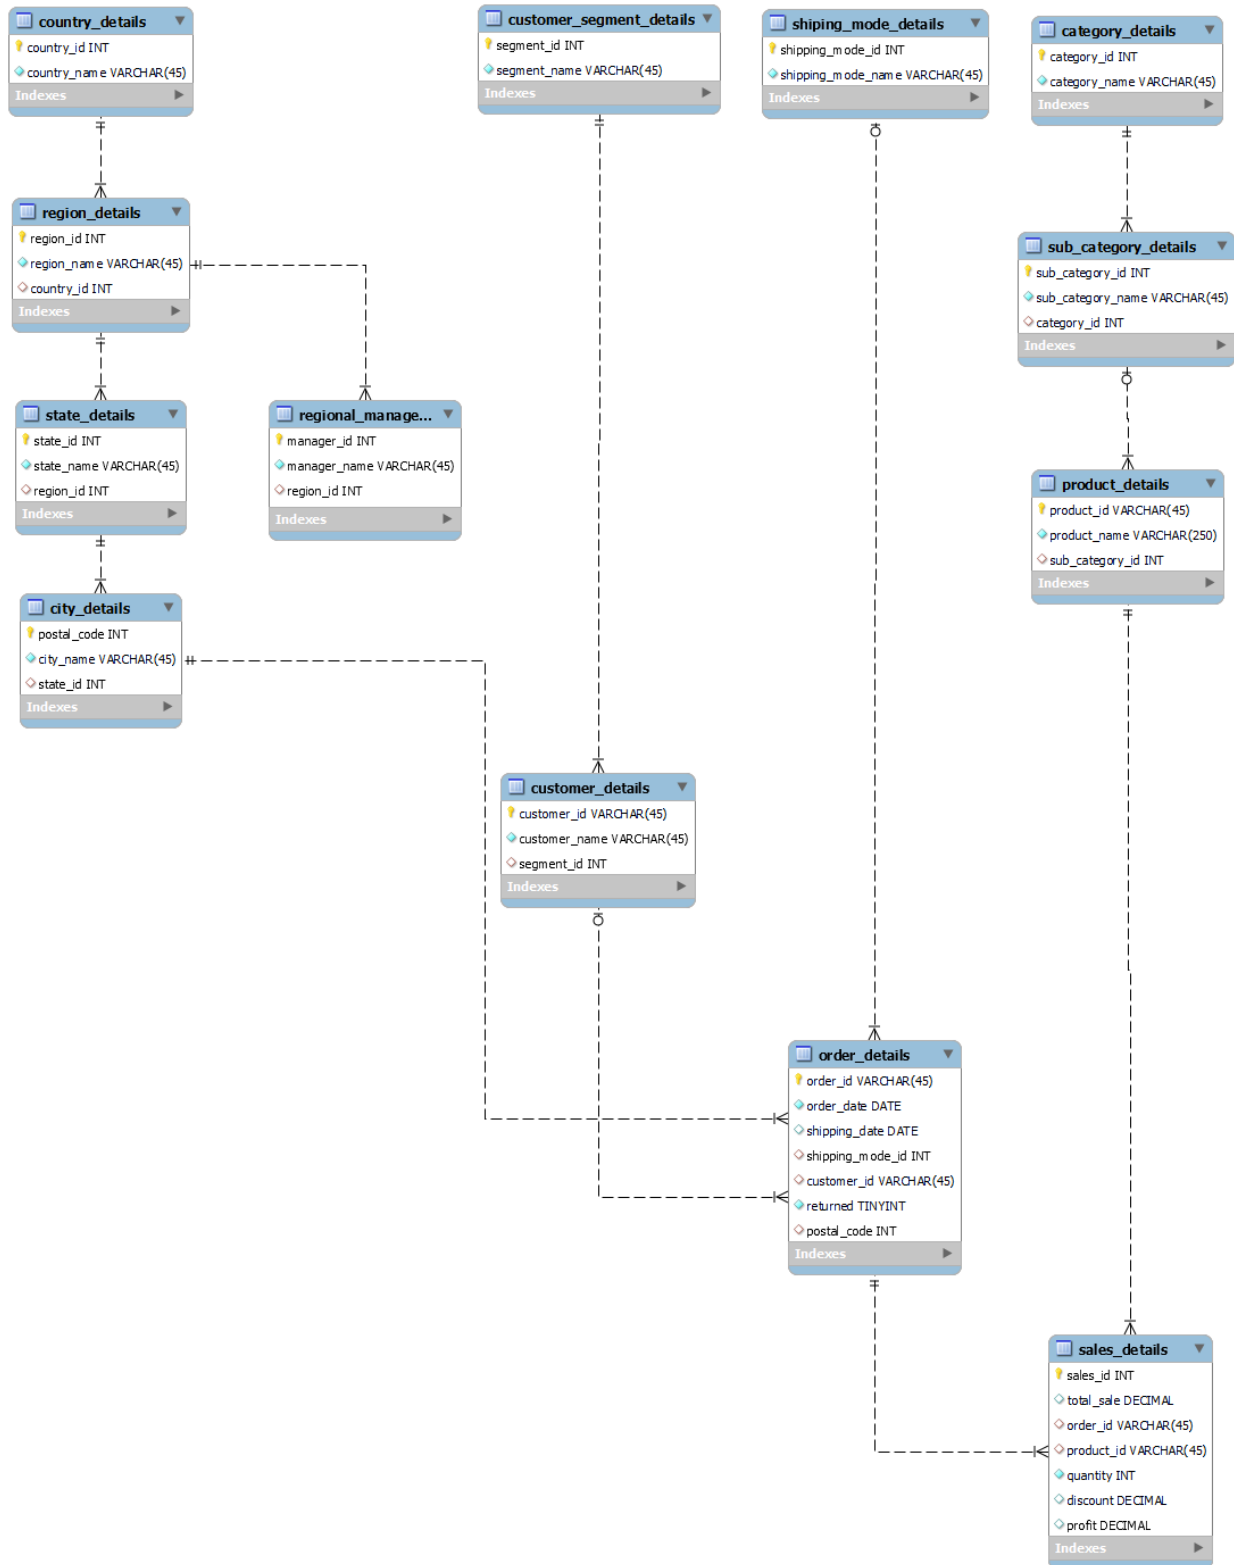 country_details
country_id INT
country_name VARCHAR(45)
Indexes
customer_segment_details
segment_id INT
segment_name VARCHAR(45)
Indexes
shiping_mode_details
shipping_mode_id INT
shipping_mode_name VARCHAR(45)
Indexes
category_details
category_id INT
category_name VARCHAR(45)
Indexes
region_details
region_id INT
region_name VARCHAR(45)
country_id INT
Indexes
sub_category_details
sub_category_id INT
sub_category_name VARCHAR(45)
category_id INT
Indexes
state_details
state_id INT
state_name VARCHAR(45)
region_id INT
Indexes
regional_manage...
manager_id INT
manager_name VARCHAR(45)
region_id INT
Indexes
product_details
product_id VARCHAR(45)
product_name VARCHAR(250)
sub_category_id INT
Indexes
city_details
postal_code INT
city_name VARCHAR(45)
state_id INT
Indexes
customer_details
customer_id VARCHAR(45)
customer_name VARCHAR(45)
segment_id INT
Indexes
order_details
order_id VARCHAR(45)
order_date DATE
shipping_date DATE
shipping_mode_id INT
customer_id VARCHAR(45)
returned TINYINT
postal_code INT
Indexes
sales_details
sales_id INT
total_sale DECIMAL
order_id VARCHAR(45)
product_id VARCHAR(45)
quantity INT
discount DECIMAL
profit DECIMAL
Indexes